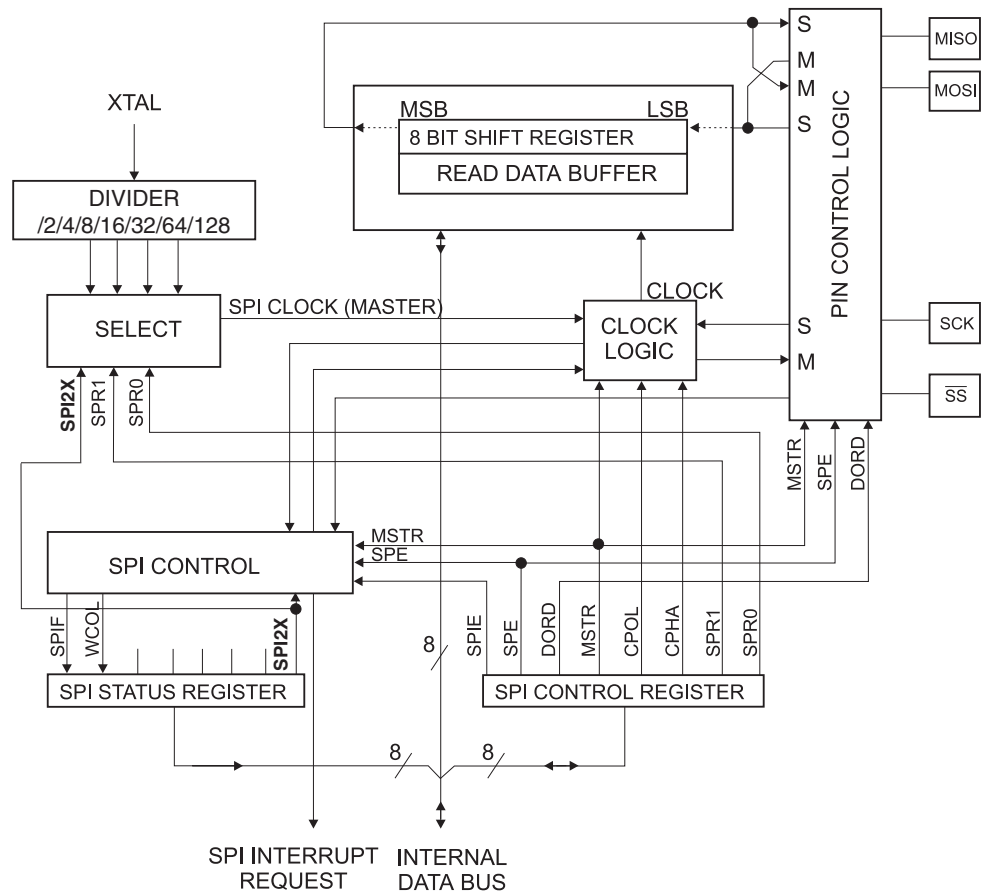 S
MISO
M
M
MOSI
S
XTAL
MSB
LSB
8 BIT SHIFT REGISTER
READ DATA BUFFER
DIVIDER
/2/4/8/16/32/64/128
PIN CONTROL LOGIC
SPI CLOCK (MASTER)
CLOCK
SELECT
CLOCK
LOGIC
S
M
SCK
SS
SPI2X
SPR1
SPR0
MSTR
SPE
DORD
MSTR
SPE
SPI CONTROL
SPIF
WCOL
SPI2X
8
SPIE
SPE
DORD
MSTR
CPOL
CPHA
SPR1
SPR0
SPI STATUS REGISTER
SPI CONTROL REGISTER
8
8
SPI INTERRUPT
REQUEST
INTERNAL
DATA BUS